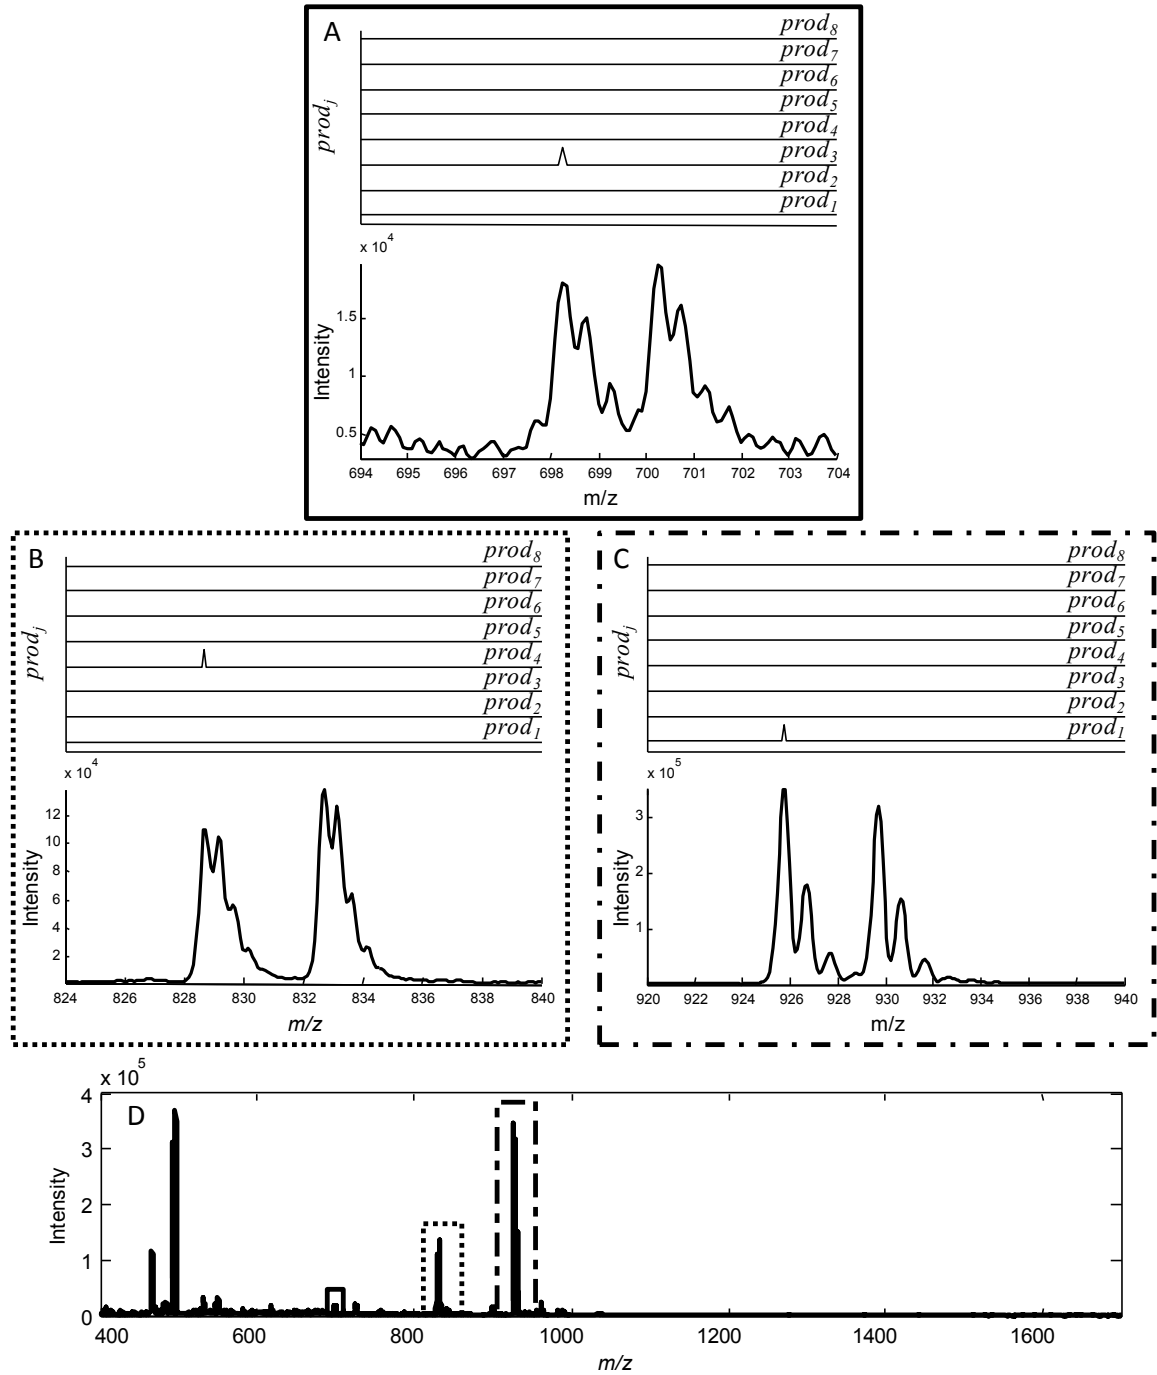 A
prod8
prod7
prod6
prod5
prod4
prod3
prod2
prod1
prodj
x 10^4
1.5
1
0.5
Intensity
694 695 696 697 698 699 700 701 702 703 704
m/z
B
prod8
prod7
prod6
prod5
prod4
prod3
prod2
prod1
prodj
x 10^4
12
10
8
6
4
2
Intensity
824 826 828 830 832 834 836 838 840
m/z
C
prod8
prod7
prod6
prod5
prod4
prod3
prod2
prod1
prodj
x 10^5
3
2
1
Intensity
920 922 924 926 928 930 932 934 936 938 940
m/z
x 10^5
D
4
3
2
1
0
Intensity
400 600 800 1000 1200 1400 1600
m/z